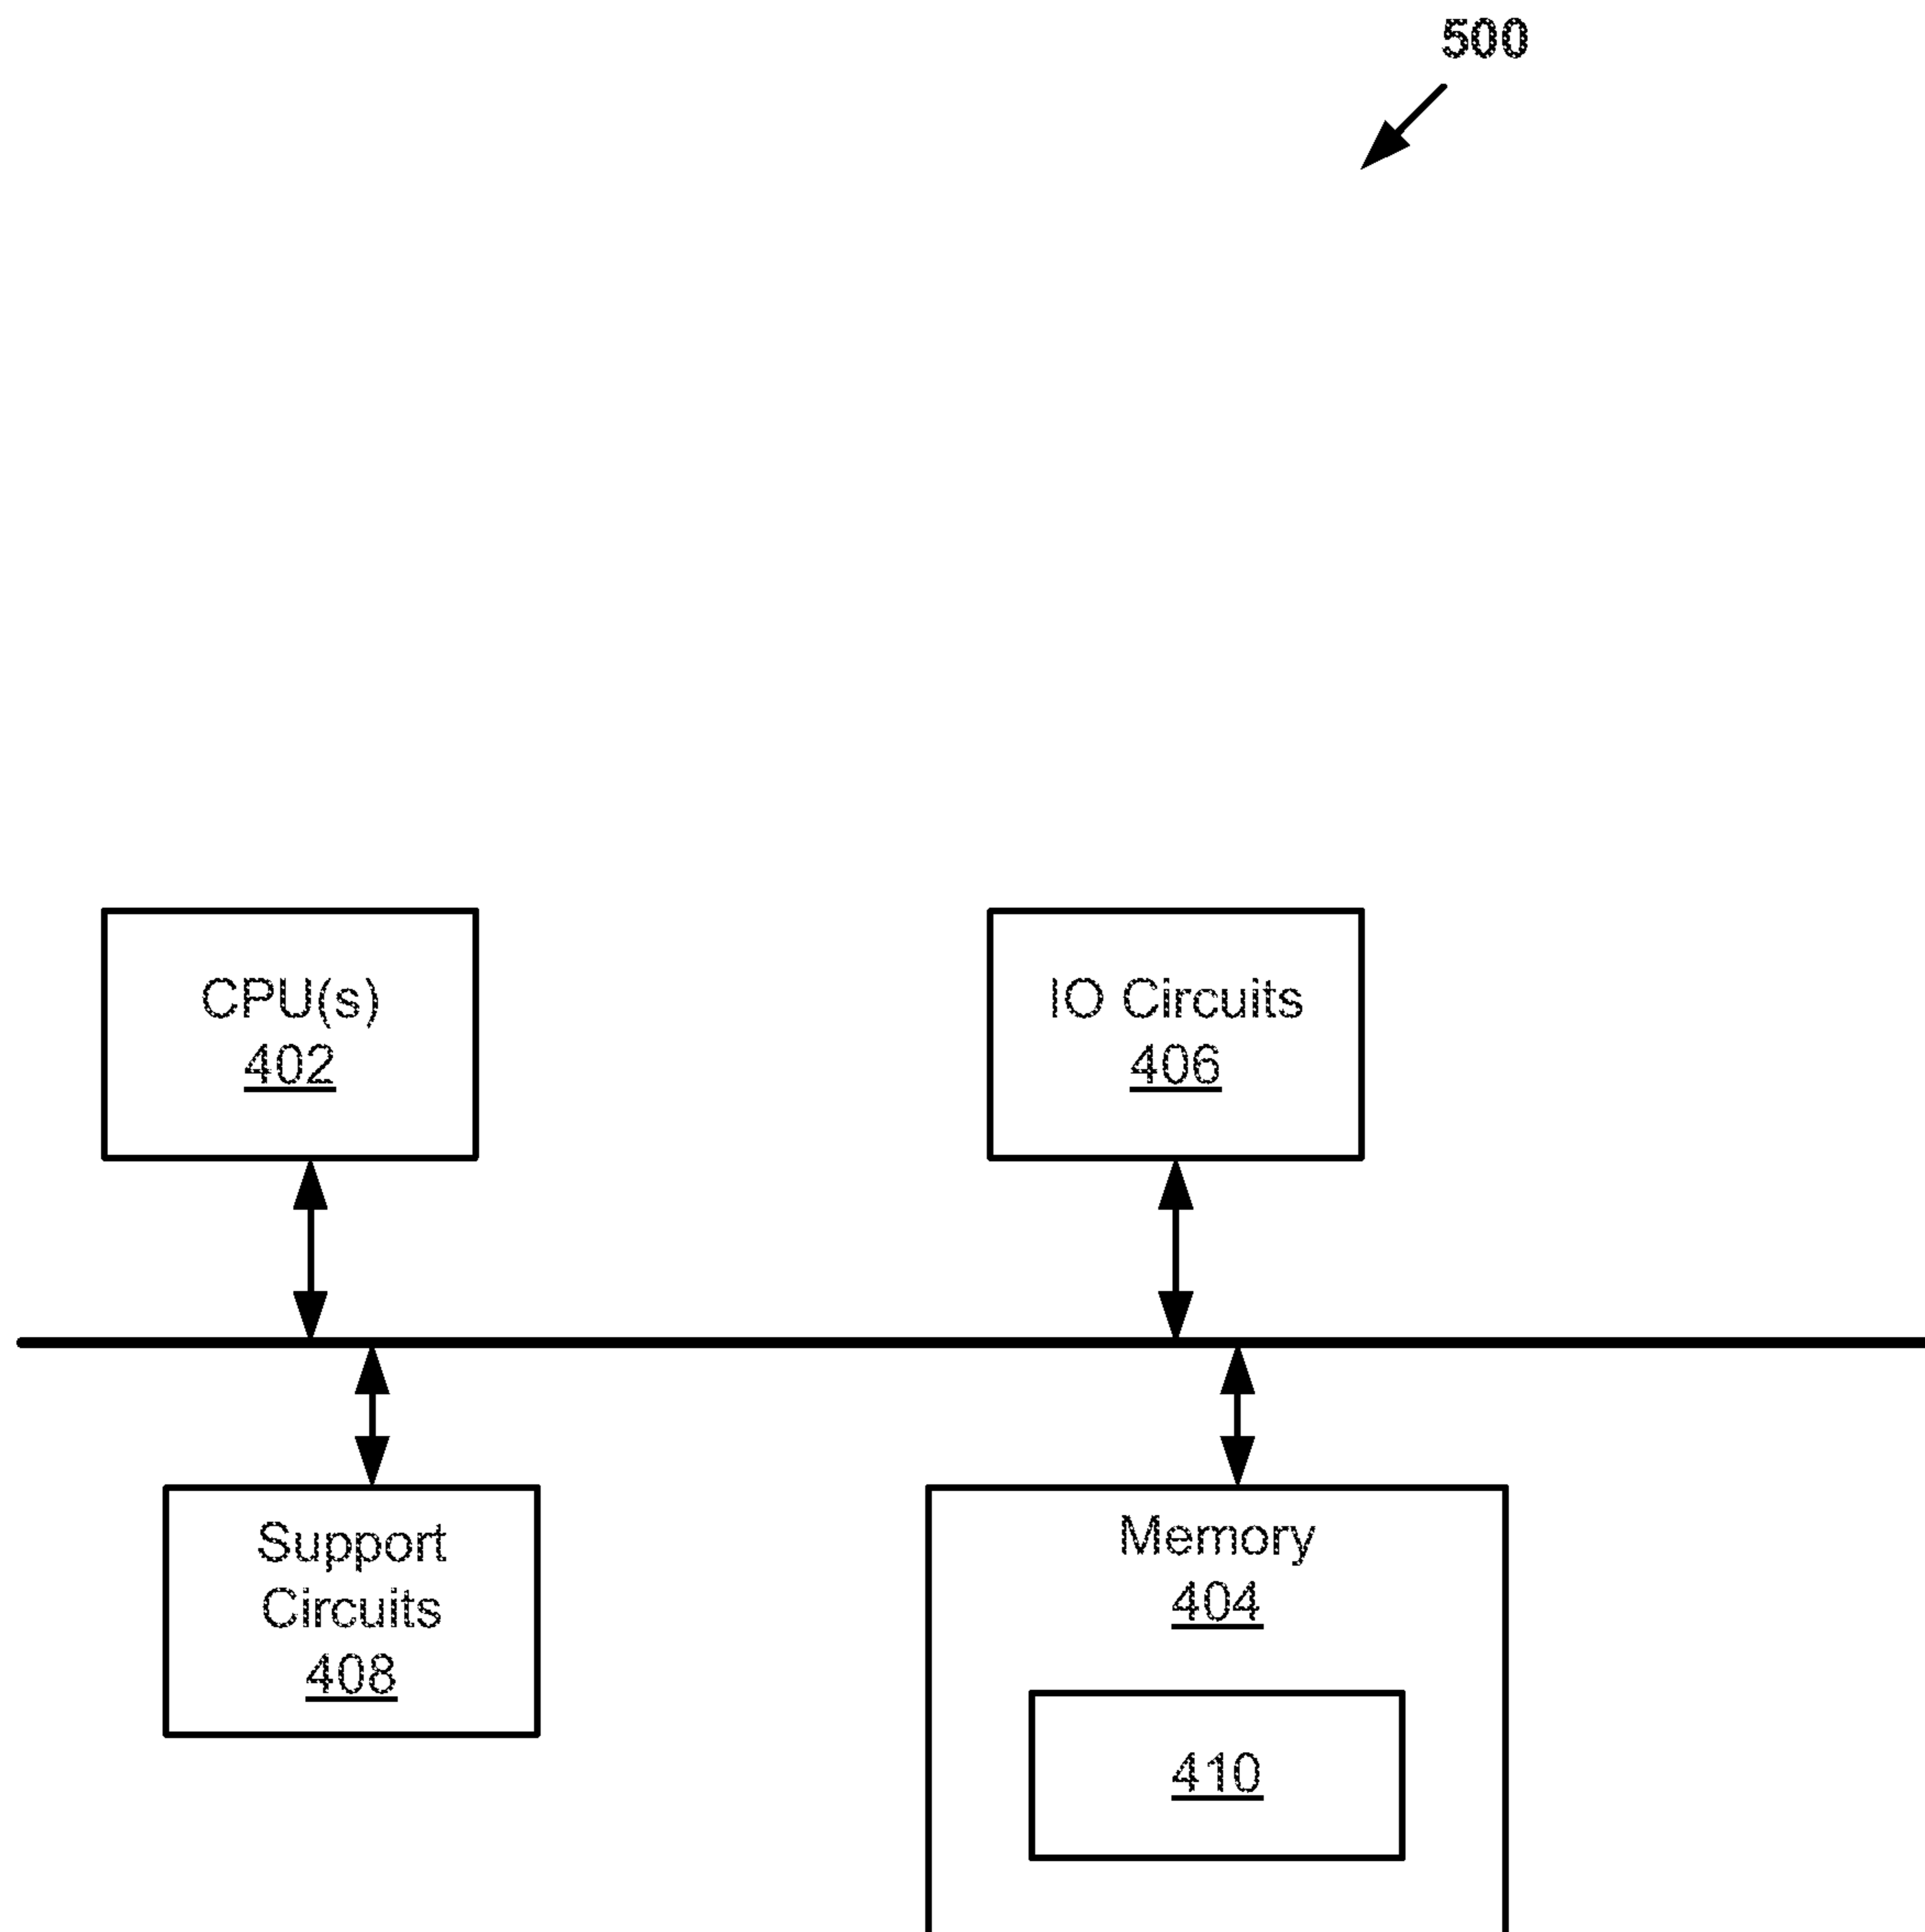 500
CPU(s)
402
IO Circuits
406
Support
Circuits
408
Memory
404
410